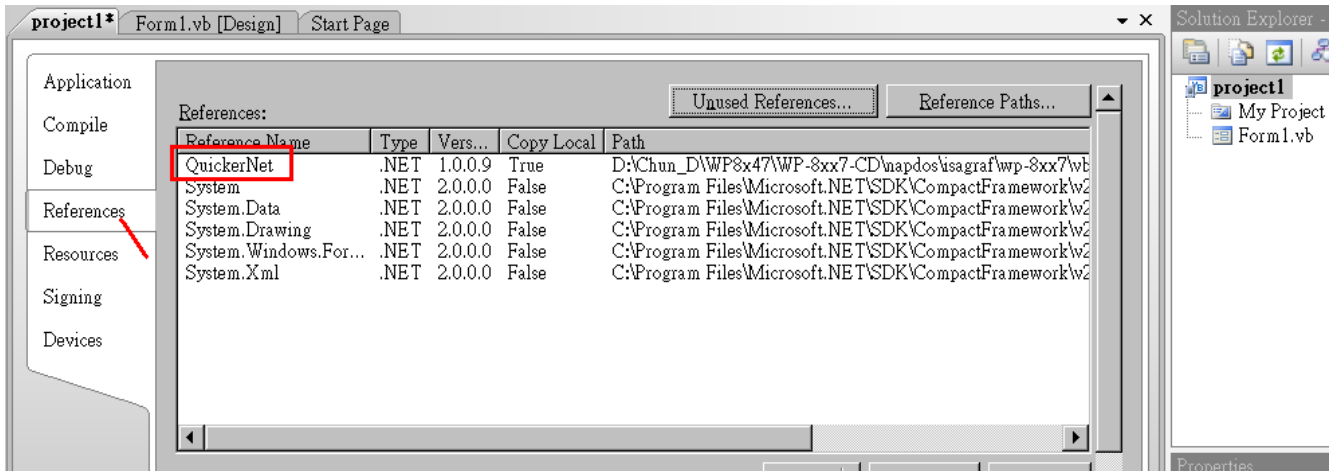 project1* Form1.vb [Design] Start Page Solution Explorer -
Application
Compile
Debug
References
Resources
Signing
Devices
References: Unused References... Reference Paths...
Reference Name Type Vers... Copy Local Path
QuickerNet .NET 1.0.0.9 True D:\Chun_D\WP8x47\WP-8xx7-CD\napdos\isagraf\wp-8xx7\vb
System .NET 2.0.0.0 False C:\Program Files\Microsoft.NET\SDK\CompactFramework\v2
System.Data .NET 2.0.0.0 False C:\Program Files\Microsoft.NET\SDK\CompactFramework\v2
System.Drawing .NET 2.0.0.0 False C:\Program Files\Microsoft.NET\SDK\CompactFramework\v2
System.Windows.For... .NET 2.0.0.0 False C:\Program Files\Microsoft.NET\SDK\CompactFramework\v2
System.Xml .NET 2.0.0.0 False C:\Program Files\Microsoft.NET\SDK\CompactFramework\v2
project1
My Project
Form1.vb
Properties